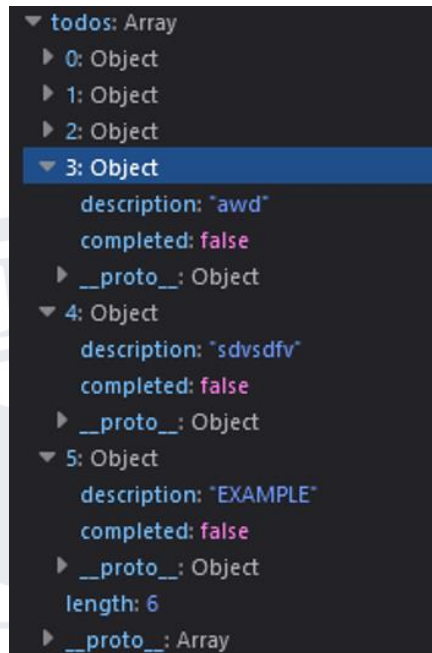 todos: Array
0: Object
1: Object
2: Object
3: Object
description: "awd"
completed: false
__proto__: Object
4: Object
description: "sdvsdfv"
completed: false
__proto__: Object
5: Object
description: "EXAMPLE"
completed: false
__proto__: Object
length: 6
__proto__: Array